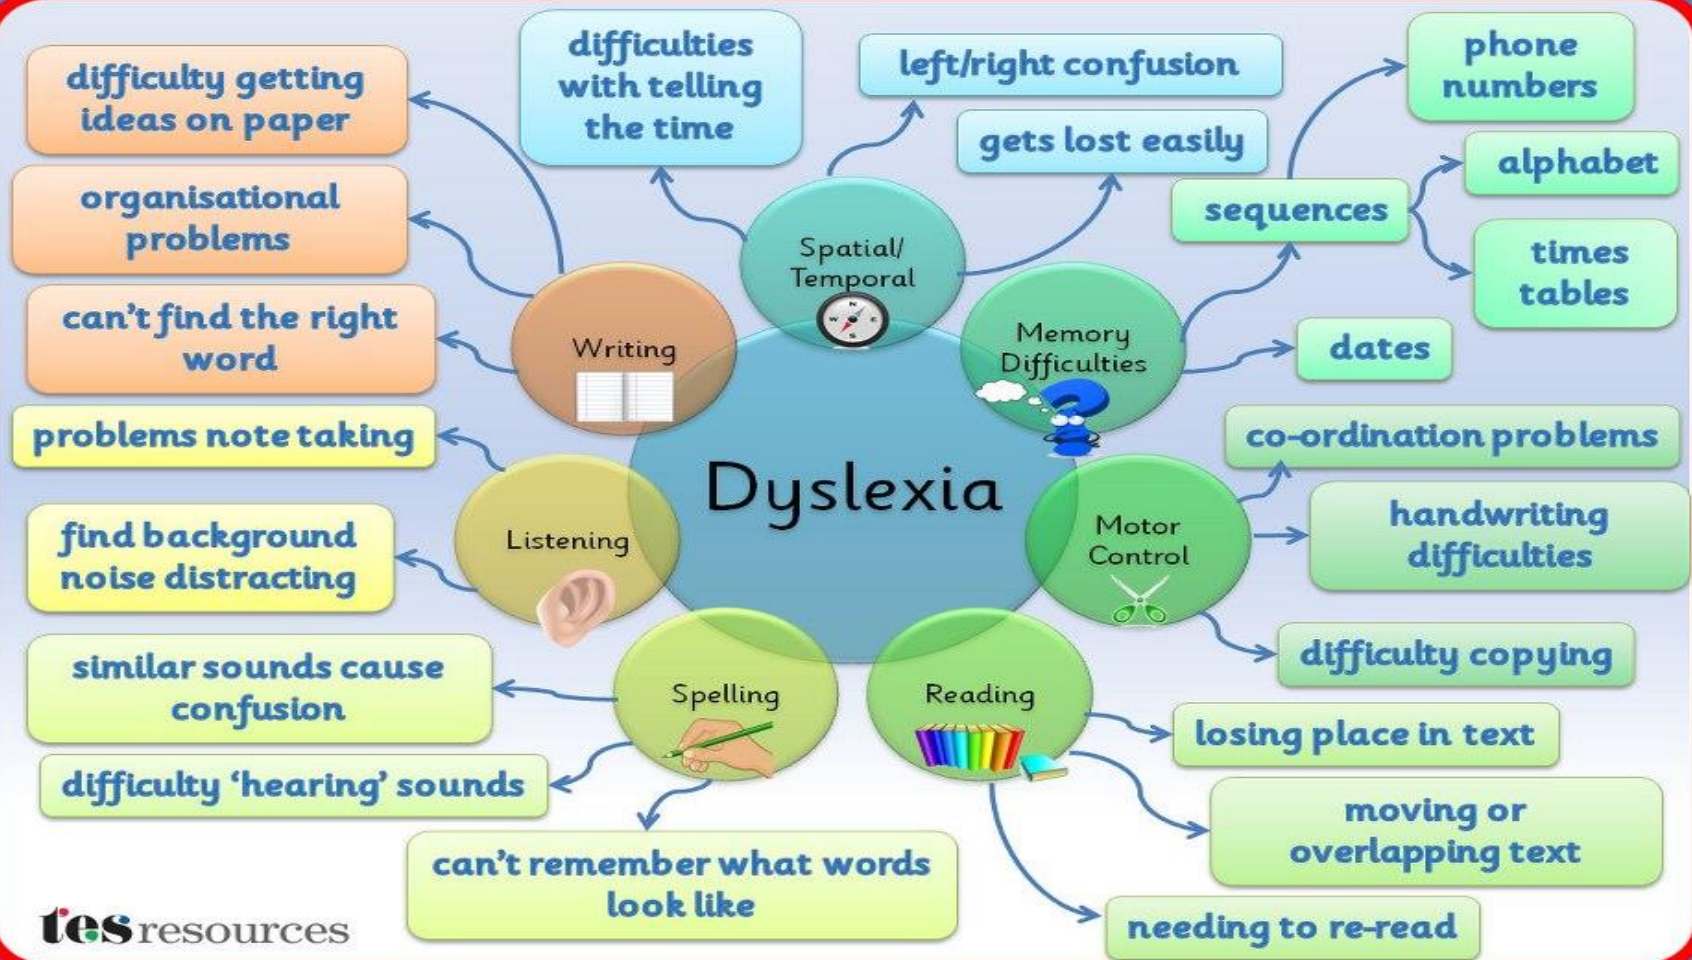 Dyslexia
Spatial/
Temporal
difficulties
with telling
the time
left/right confusion
gets lost easily
Memory
Difficulties
sequences
phone
numbers
alphabet
times
tables
dates
Motor
Control
co-ordination problems
handwriting
difficulties
difficulty copying
Reading
losing place in text
moving or
overlapping text
needing to re-read
Spelling
similar sounds cause
confusion
difficulty ‘hearing’ sounds
can’t remember what words
look like
Listening
problems note taking
find background
noise distracting
Writing
difficulty getting
ideas on paper
organisational
problems
can’t find the right
word
N
W
E
S
tes resources